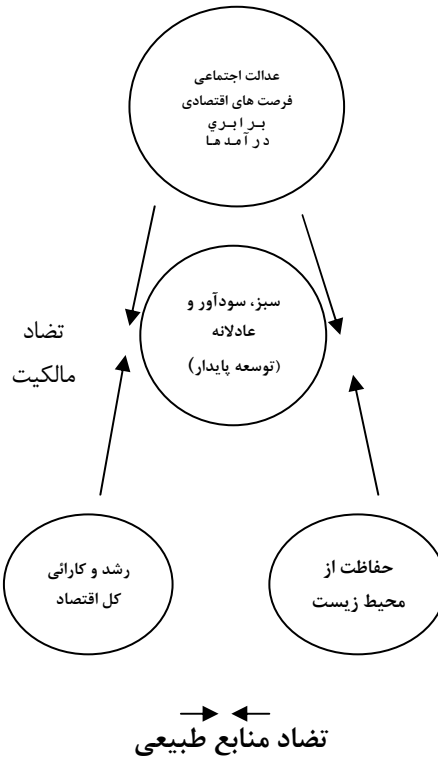 عدالت اجتماعی
فرصت های اقتصادی
برابري
درآمدها
سبز، سودآور و
عادلانه
(توسعه پایدار)
تضاد
مالکیت
رشد و کارائی
کل اقتصاد
حفاظت از
محیط زیست
تضاد منابع طبیعی